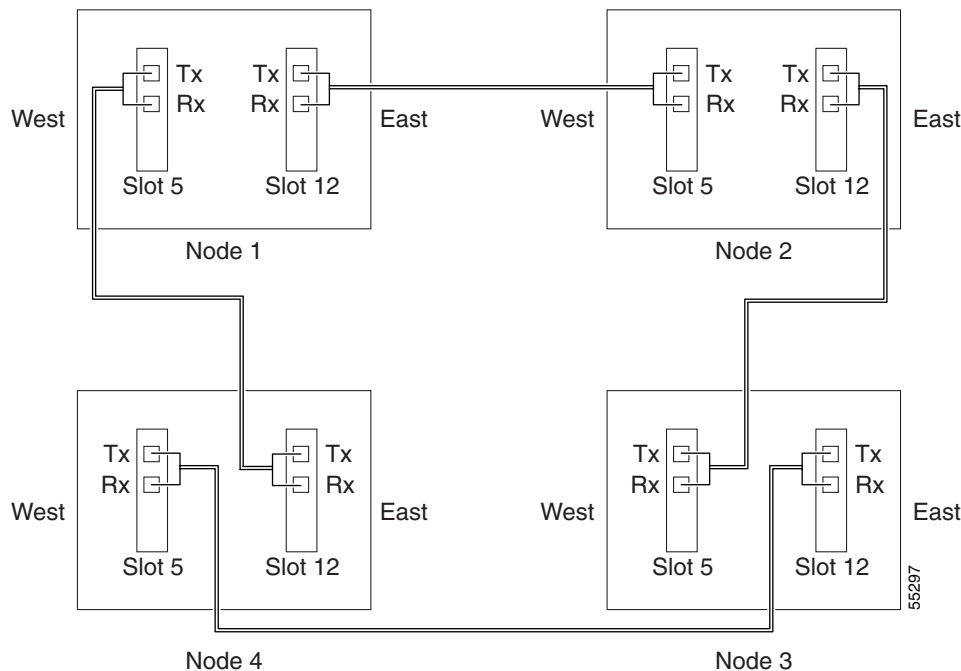 Tx Tx Tx Tx
Rx Rx Rx Rx
West East West East
Slot 5 Slot 12 Slot 5 Slot 12
Node 1 Node 2
Tx Tx Tx Tx
Rx Rx Rx Rx
West East West East
Slot 5 Slot 12 Slot 5 Slot 12
55297
Node 4 Node 3